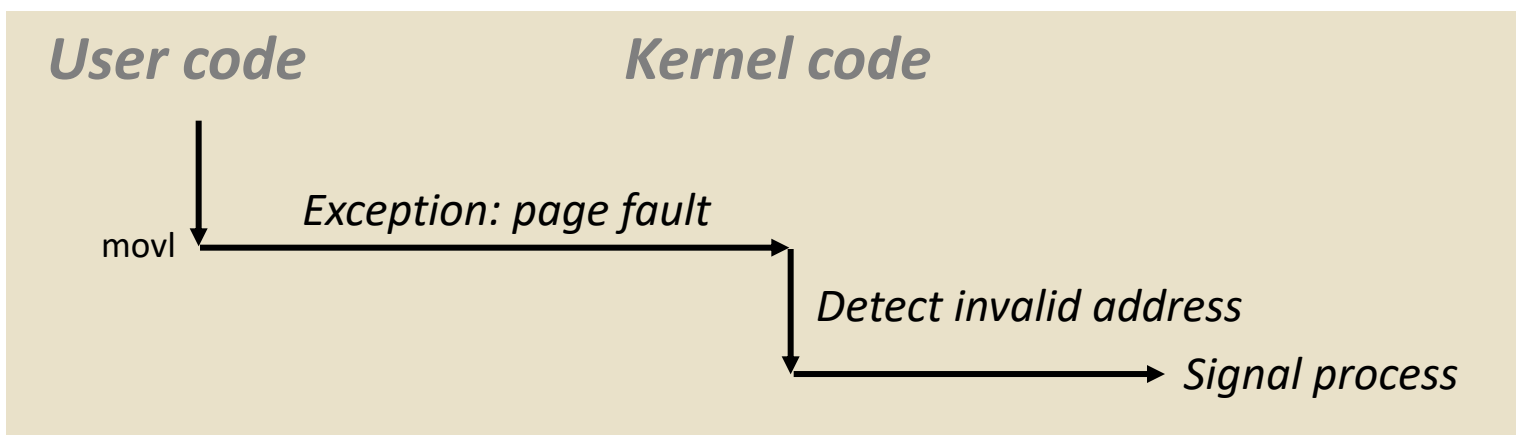 User code
Kernel code
Exception: page fault
movl
Detect invalid address
Signal process